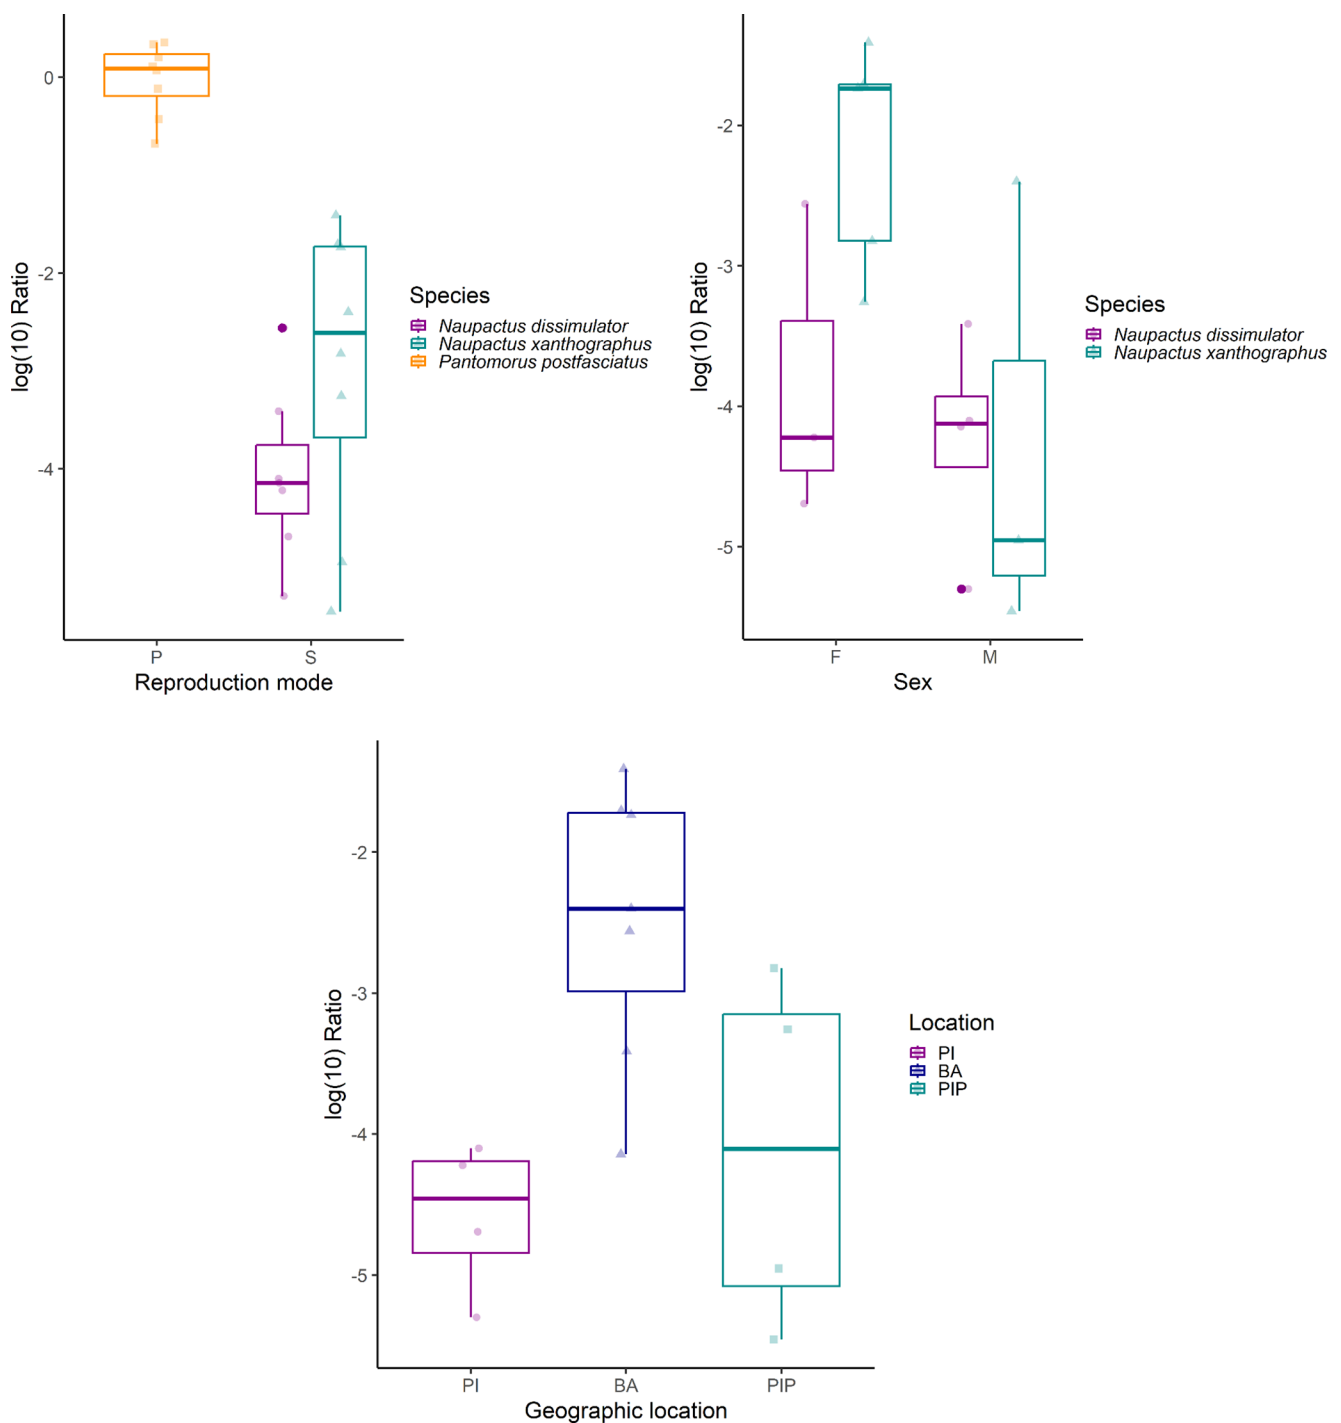 log(10) Ratio
0
-2
-4
P
S
Reproduction mode
Species
Naupactus dissimulator
Naupactus xanthographus
Pantomorus postfasciatus
log(10) Ratio
-2
-3
-4
-5
F
M
Sex
Species
Naupactus dissimulator
Naupactus xanthographus
log(10) Ratio
-2
-3
-4
-5
PI
BA
PIP
Geographic location
Location
PI
BA
PIP